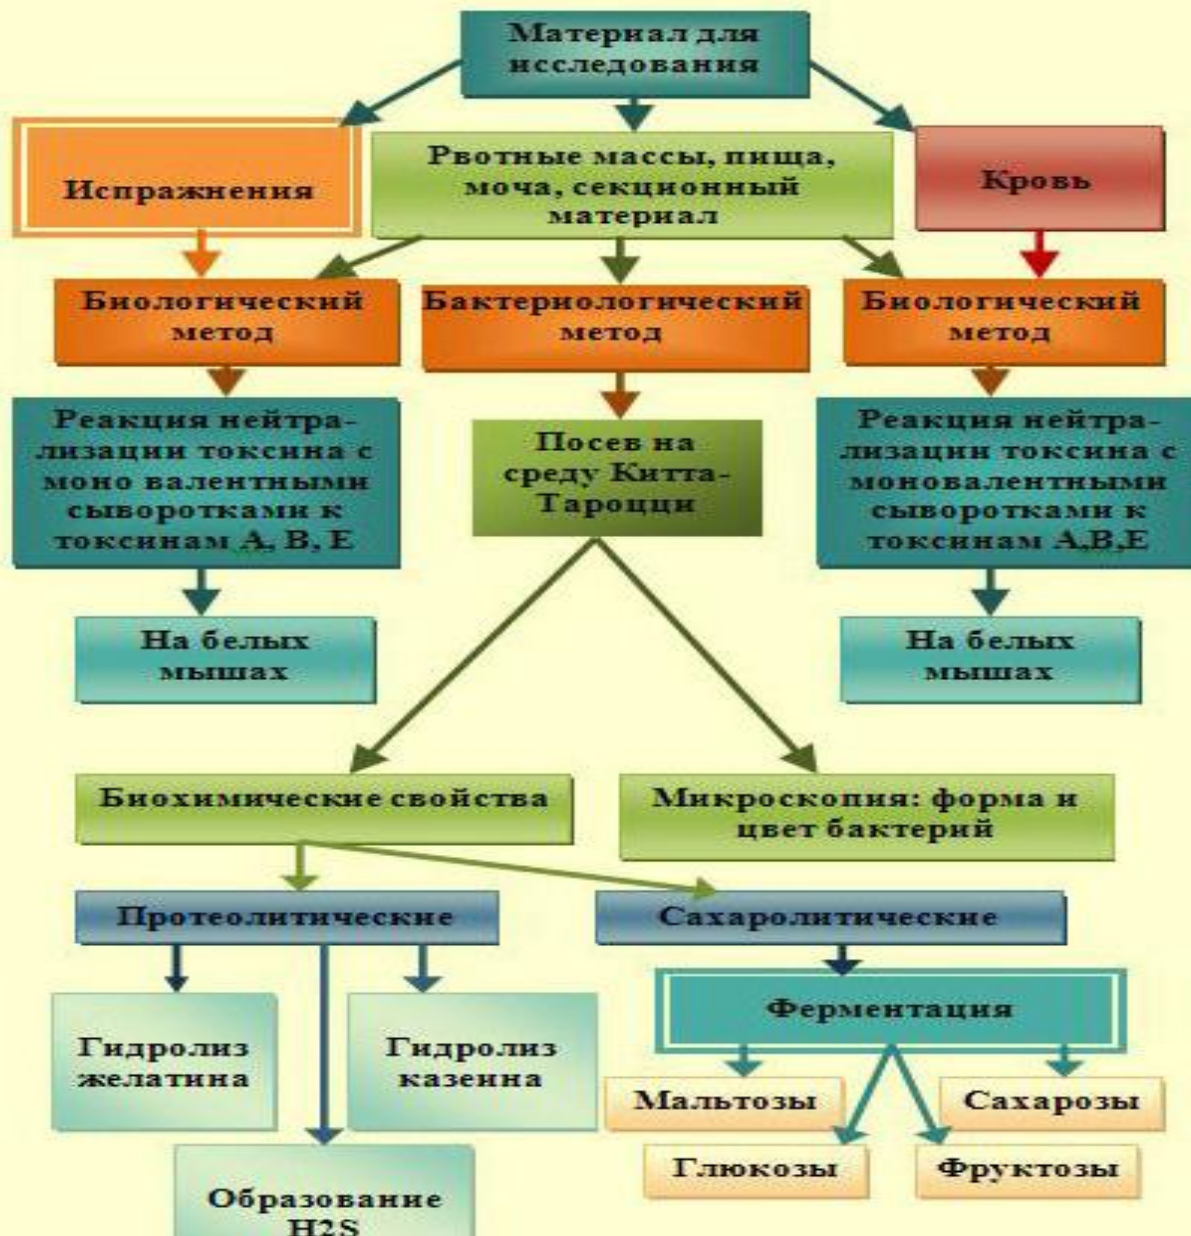 Материал для
исследования
Испражнения
Рвотные массы, пища,
моча, секционный
материал
Кровь
Биологический
метод
Бактериологический
метод
Биологический
метод
Реакция нейтра-
лизации токсина с
моно валентными
сыворотками к
токсинам А, В, Е
Посев на
среду Китта-
Тароцци
Реакция нейтра-
лизации токсина с
моновалентными
сыворотками к
токсинам А,В,Е
На белых
мышах
На белых
мышах
Биохимические свойства
Микроскопия: форма и
цвет бактерий
Протеолитические
Сахаролитические
Гидролиз
желатина
Гидролиз
казеина
Ферментация
Мальтозы
Сахарозы
Глюкозы
Фруктозы
Образование
H2S